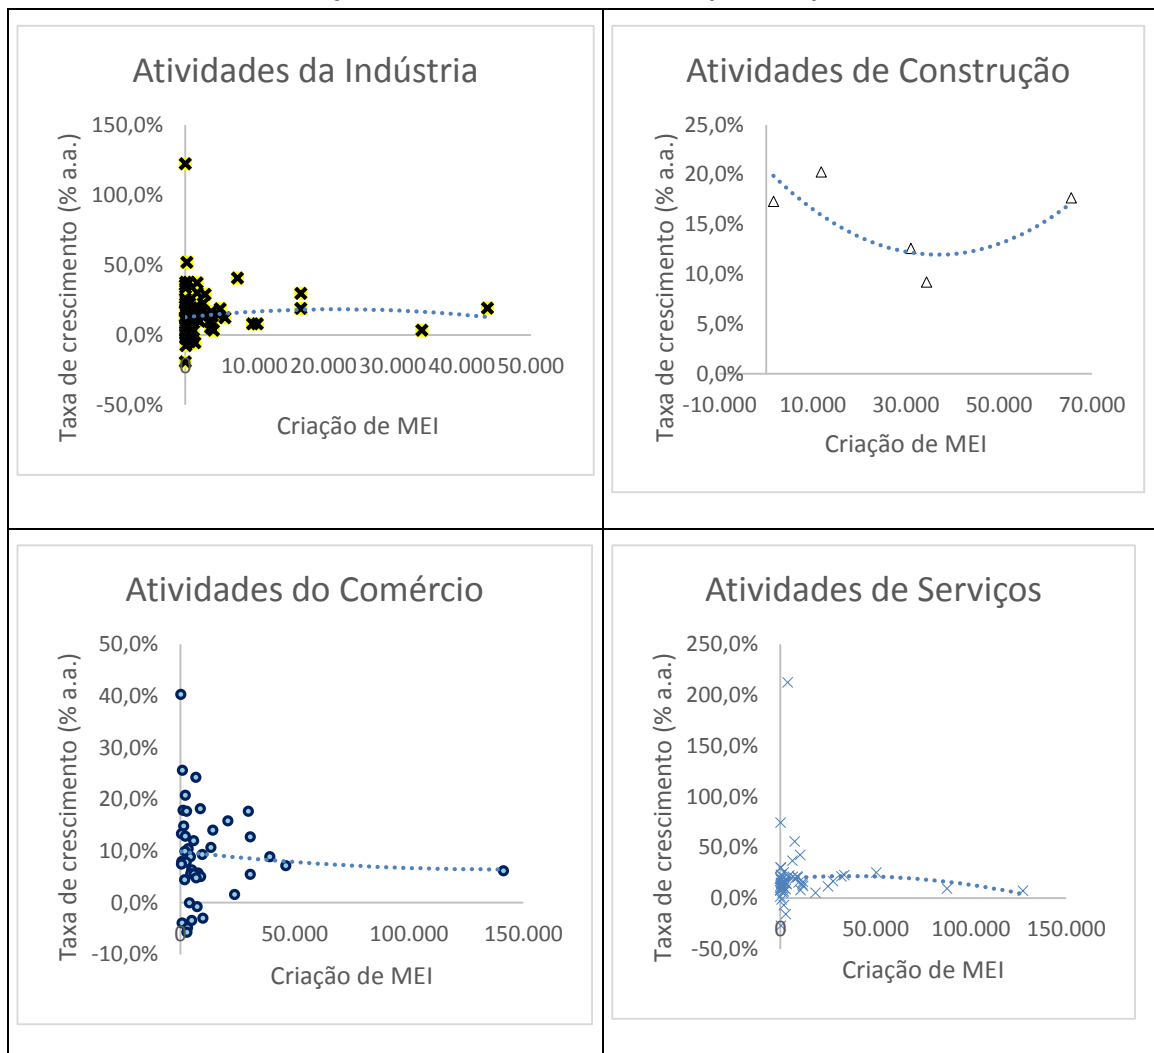 Atividades da Indústria
Taxa de crescimento (% a.a.)
150,0%
100,0%
50,0%
0,0%
-50,0%
0 10.000 20.000 30.000 40.000 50.000
Criação de MEI
Atividades de Construção
Taxa de crescimento (% a.a.)
25,0%
20,0%
15,0%
10,0%
5,0%
0,0%
-10.000 10.000 30.000 50.000 70.000
Criação de MEI
Atividades do Comércio
Taxa de crescimento (% a.a.)
50,0%
40,0%
30,0%
20,0%
10,0%
0,0%
-10,0%
0 50.000 100.000 150.000
Criação de MEI
Atividades de Serviços
Taxa de crescimento (% a.a.)
250,0%
200,0%
150,0%
100,0%
50,0%
0,0%
-50,0%
0 50.000 100.000 150.000
Criação de MEI